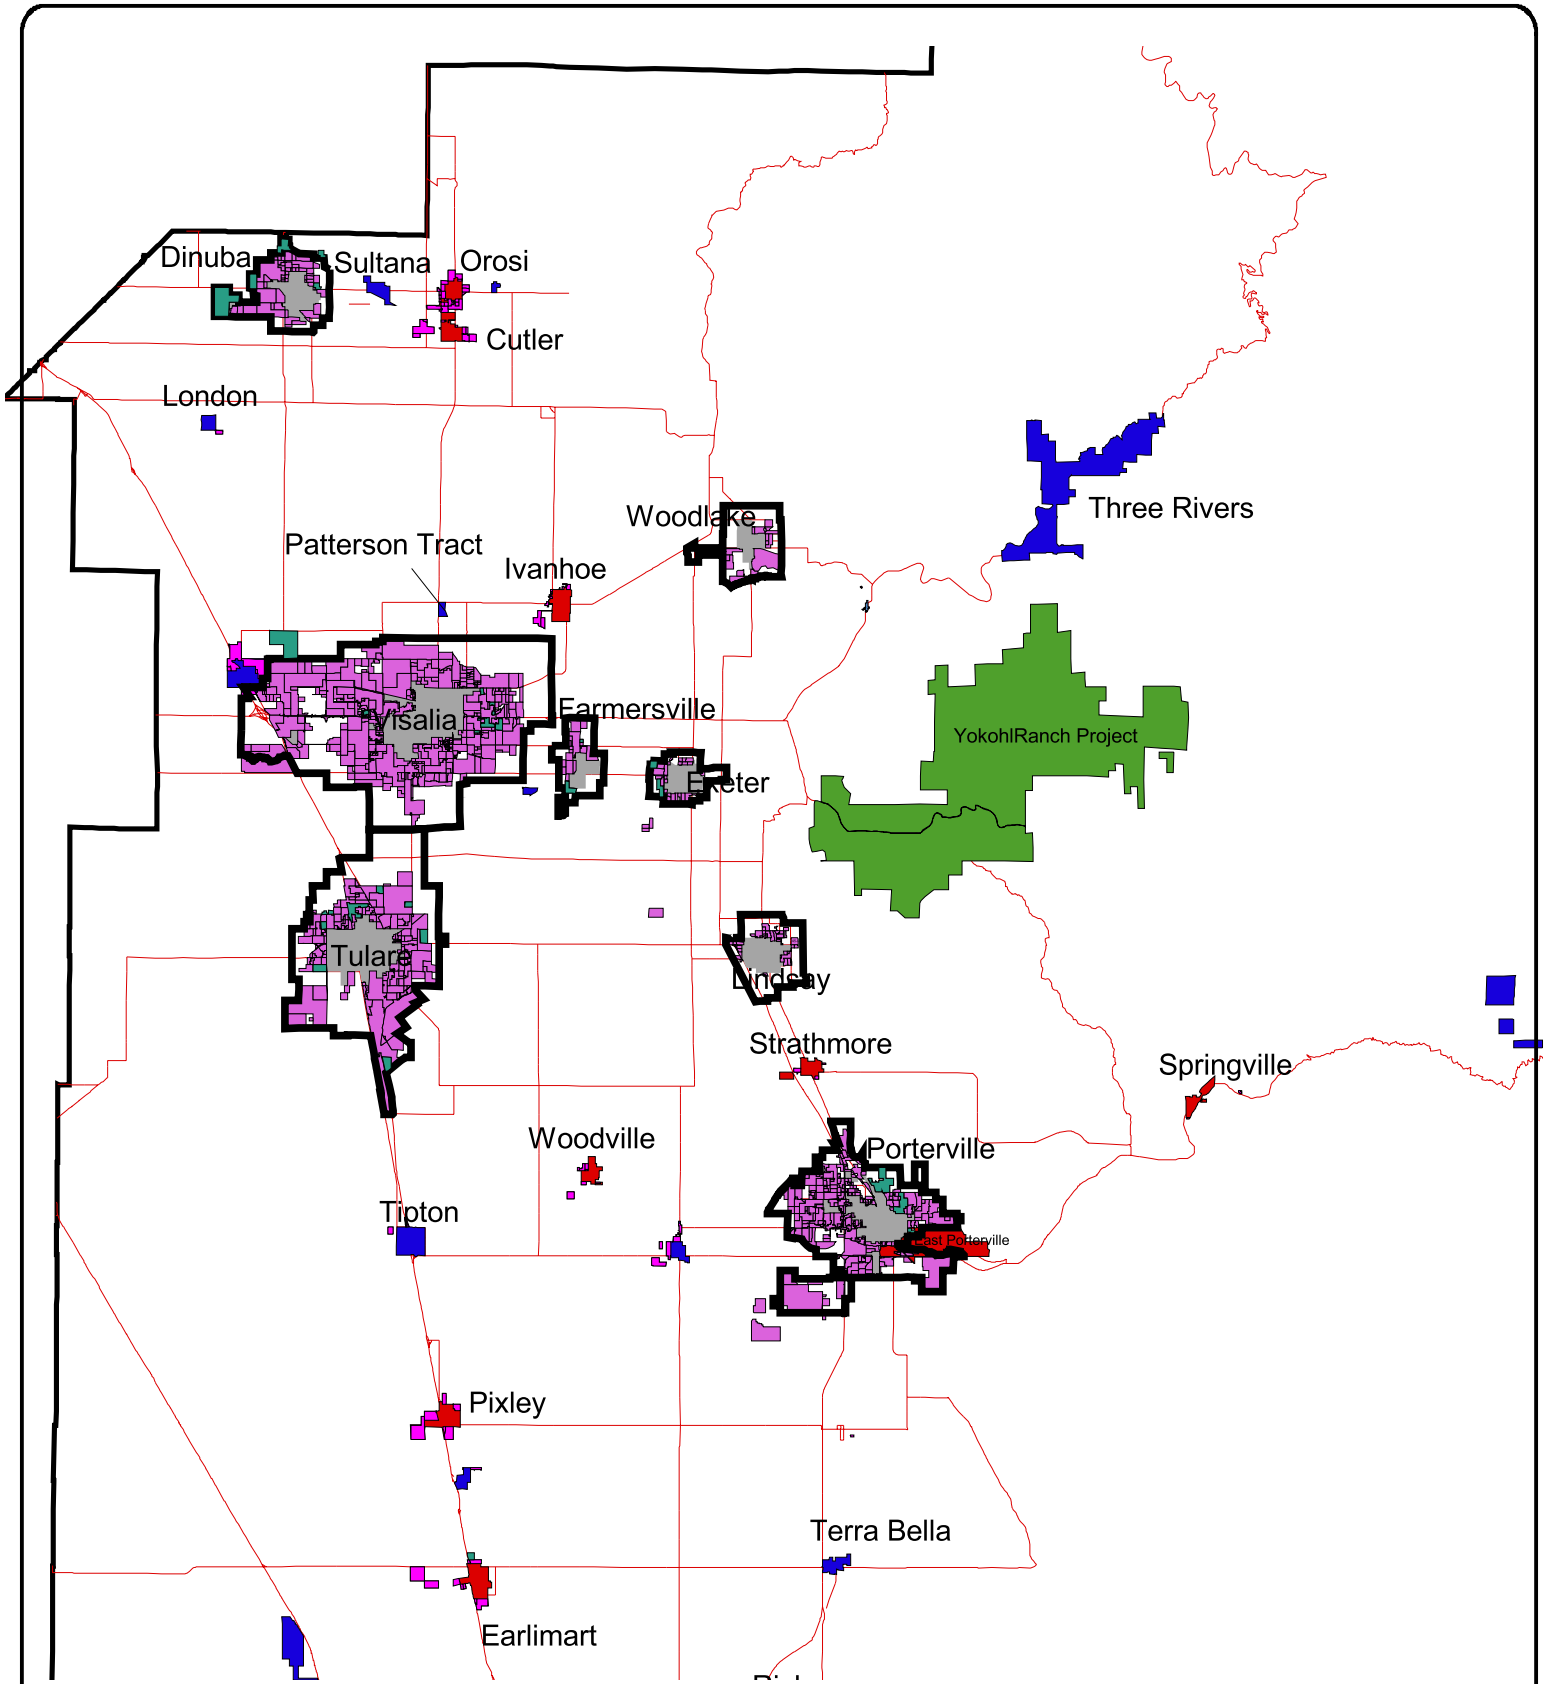 Dinuba
Sultana
Orosi
Cutler
London
Three Rivers
Woodlake
Patterson Tract
Ivanhoe
Farmersville
Visalia
YokohlRanch Project
Exeter
Tulare
Lindsay
Strathmore
Springville
Woodville
Porterville
Tipton
East Porterville
Pixley
Terra Bella
Earlimart